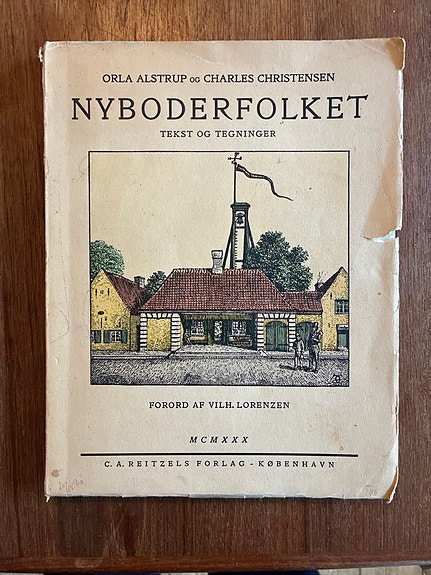 ORLA ALSTRUP OG CHARLES CHRISTENSEN
NYBODERFOLKET
TEKST OG TEGNINGER
FORORD AF VILH. LORENZEN
MCMXXX
C. A. REITZELS FORLAG - KØBENHAVN